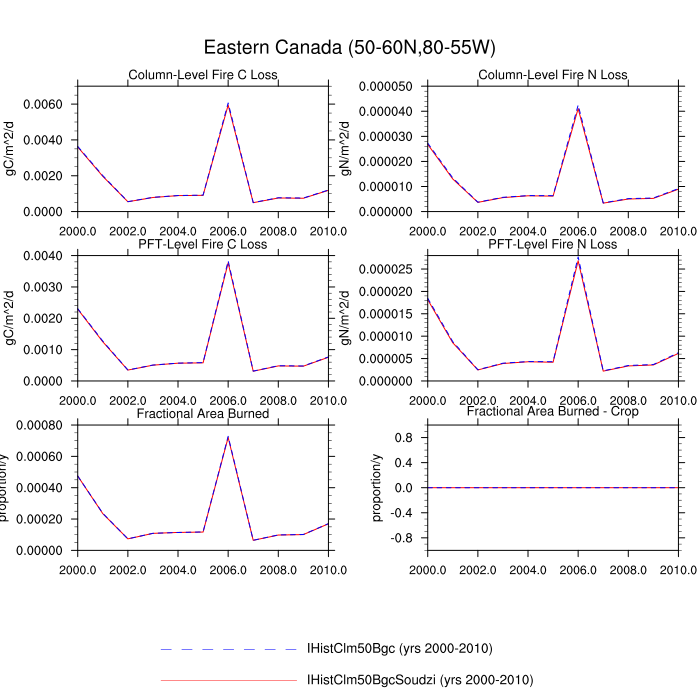 Eastern Canada (50-60N,80-55W)
Column-Level Fire C Loss
gC/m^2/d
0.0060
0.0040
0.0020
0.0000
2000.0 2002.0 2004.0 2006.0 2008.0 2010.0
Column-Level Fire N Loss
gN/m^2/d
0.000050
0.000040
0.000030
0.000020
0.000010
0.000000
2000.0 2002.0 2004.0 2006.0 2008.0 2010.0
PFT-Level Fire C Loss
gC/m^2/d
0.0040
0.0030
0.0020
0.0010
0.0000
2000.0 2002.0 2004.0 2006.0 2008.0 2010.0
PFT-Level Fire N Loss
gN/m^2/d
0.000025
0.000020
0.000015
0.000010
0.000005
0.000000
2000.0 2002.0 2004.0 2006.0 2008.0 2010.0
Fractional Area Burned
proportion/y
0.00080
0.00060
0.00040
0.00020
0.00000
2000.0 2002.0 2004.0 2006.0 2008.0 2010.0
Fractional Area Burned - Crop
proportion/y
0.8
0.4
0.0
-0.4
-0.8
2000.0 2002.0 2004.0 2006.0 2008.0 2010.0
IHistClm50Bgc (yrs 2000-2010)
IHistClm50BgcSoudzi (yrs 2000-2010)